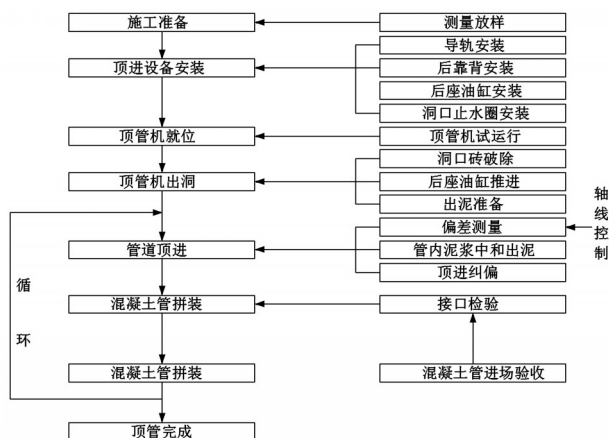 施工准备
测量放样
导轨安装
顶进设备安装
后靠背安装
后座油缸安装
洞口止水圈安装
顶管机就位
顶管机试运行
洞口砖破除
顶管机出洞
后座油缸推进
出泥准备
偏差测量
轴线控制
管道顶进
管内泥浆中和出泥
顶进纠偏
循环
混凝土管拼装
接口检验
混凝土管拼装
混凝土管进场验收
顶管完成